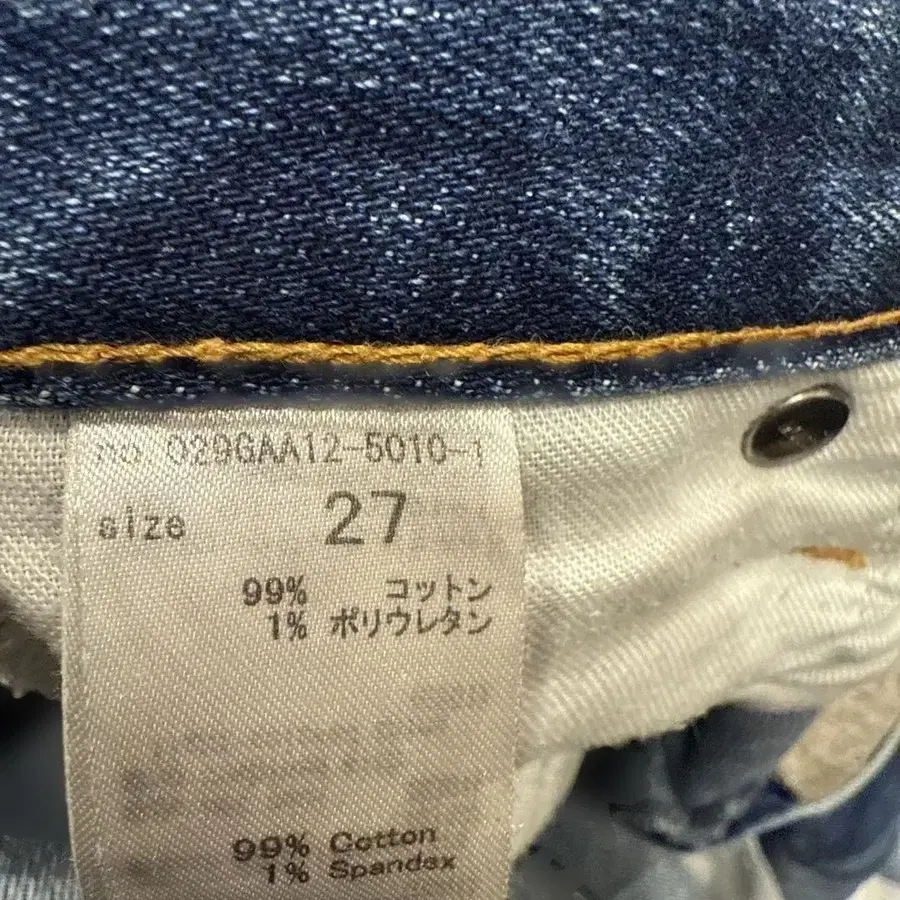 no 029GAA12-5010-1
size 27
99% コットン
1% ポリウレタン
99% Cotton
1% Spandex